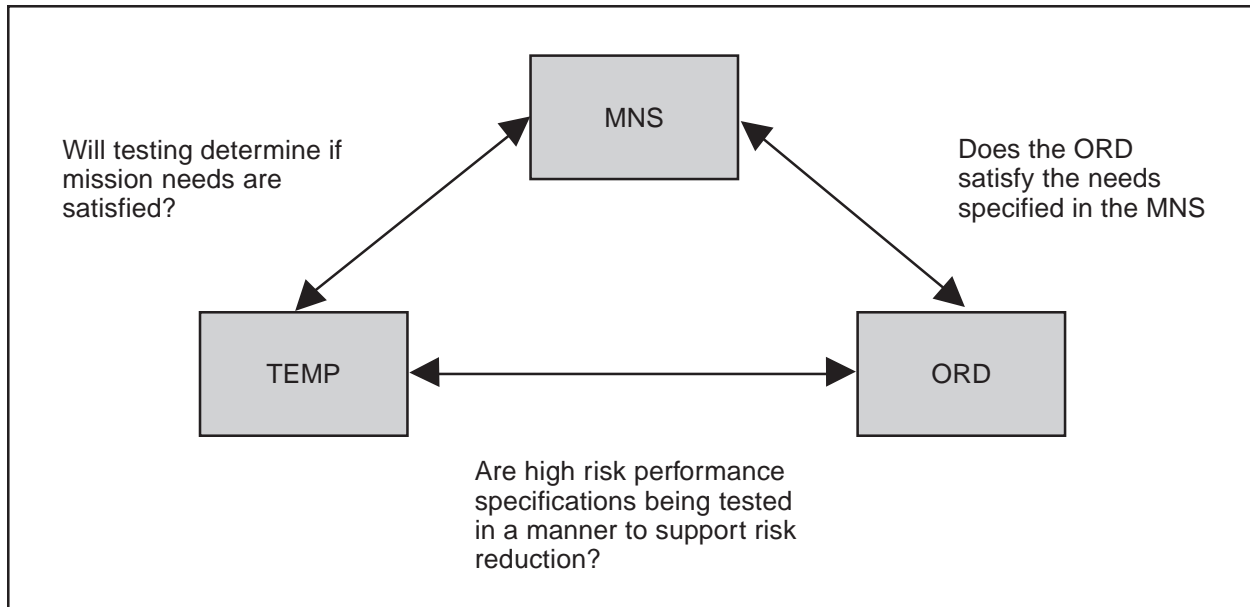 MNS
Will testing determine if
mission needs are
satisfied?
Does the ORD
satisfy the needs
specified in the MNS
TEMP
ORD
Are high risk performance
specifications being tested
in a manner to support risk
reduction?